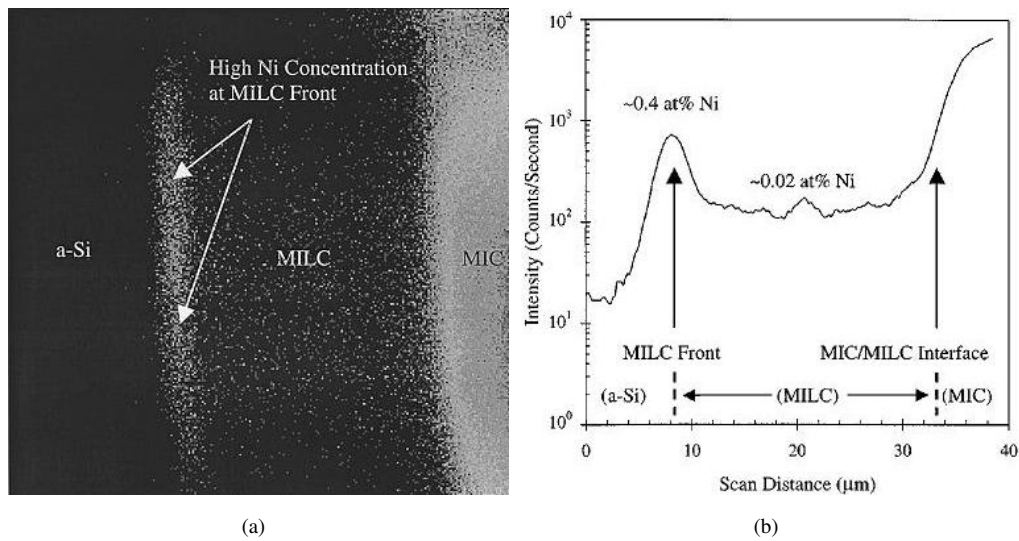 High Ni Concentration
at MILC Front
a-Si
MILC
MIC
(a)
10⁴
10³
10²
10¹
10⁰
Intensity (Counts/Second)
~0.4 at% Ni
~0.02 at% Ni
MILC Front
MIC/MILC Interface
(a-Si)
(MILC)
(MIC)
0
10
20
30
40
Scan Distance (μm)
(b)